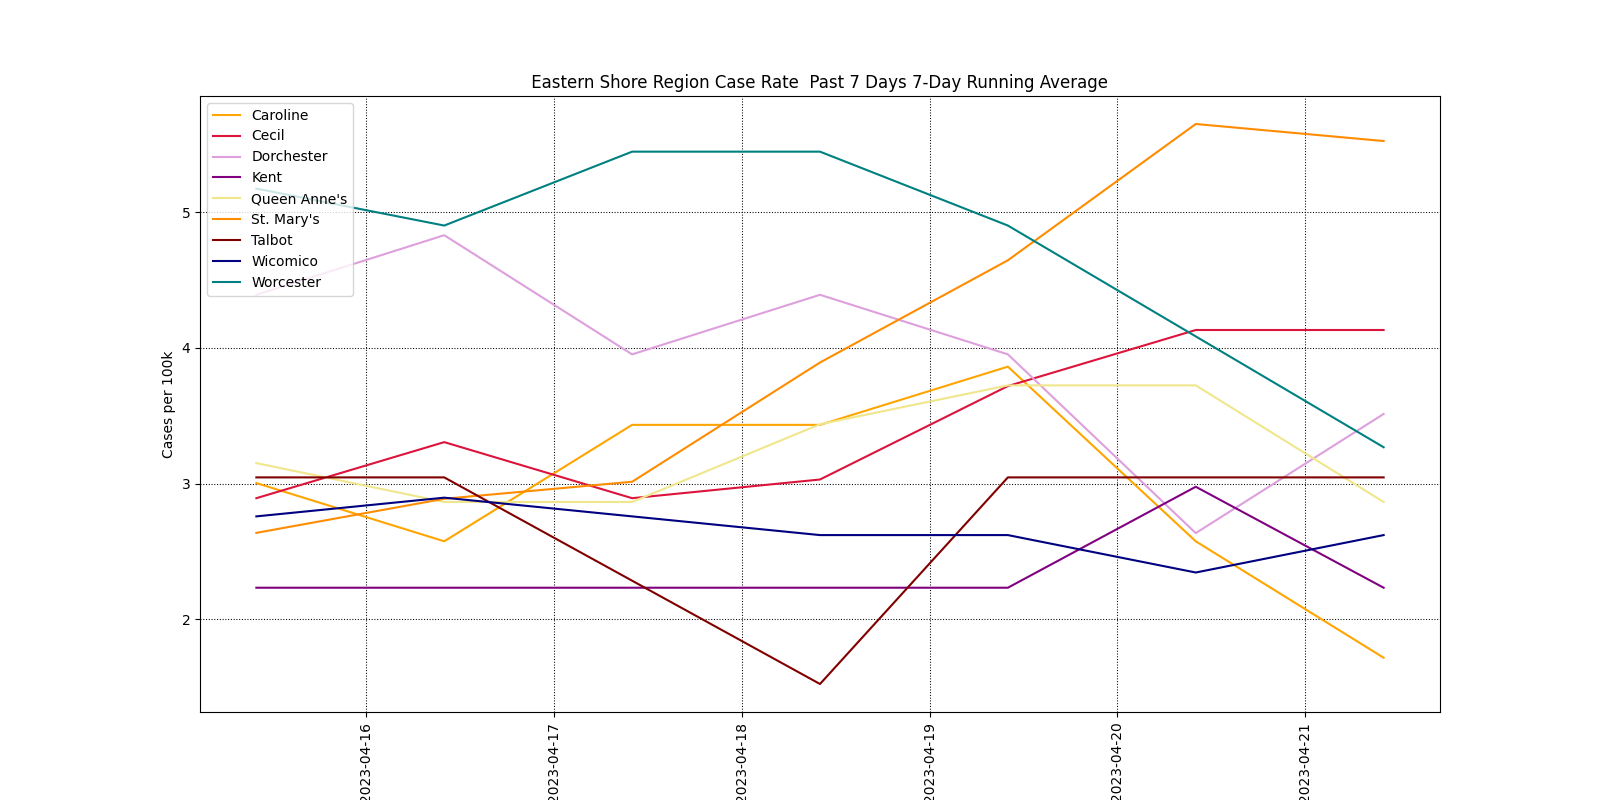 Eastern Shore Region Case Rate  Past 7 Days 7-Day Running Average
Caroline
Cecil
Dorchester
Kent
Queen Anne's
St. Mary's
Talbot
Wicomico
Worcester
Cases per 100k
5
4
3
2
2023-04-16
2023-04-17
2023-04-18
2023-04-19
2023-04-20
2023-04-21